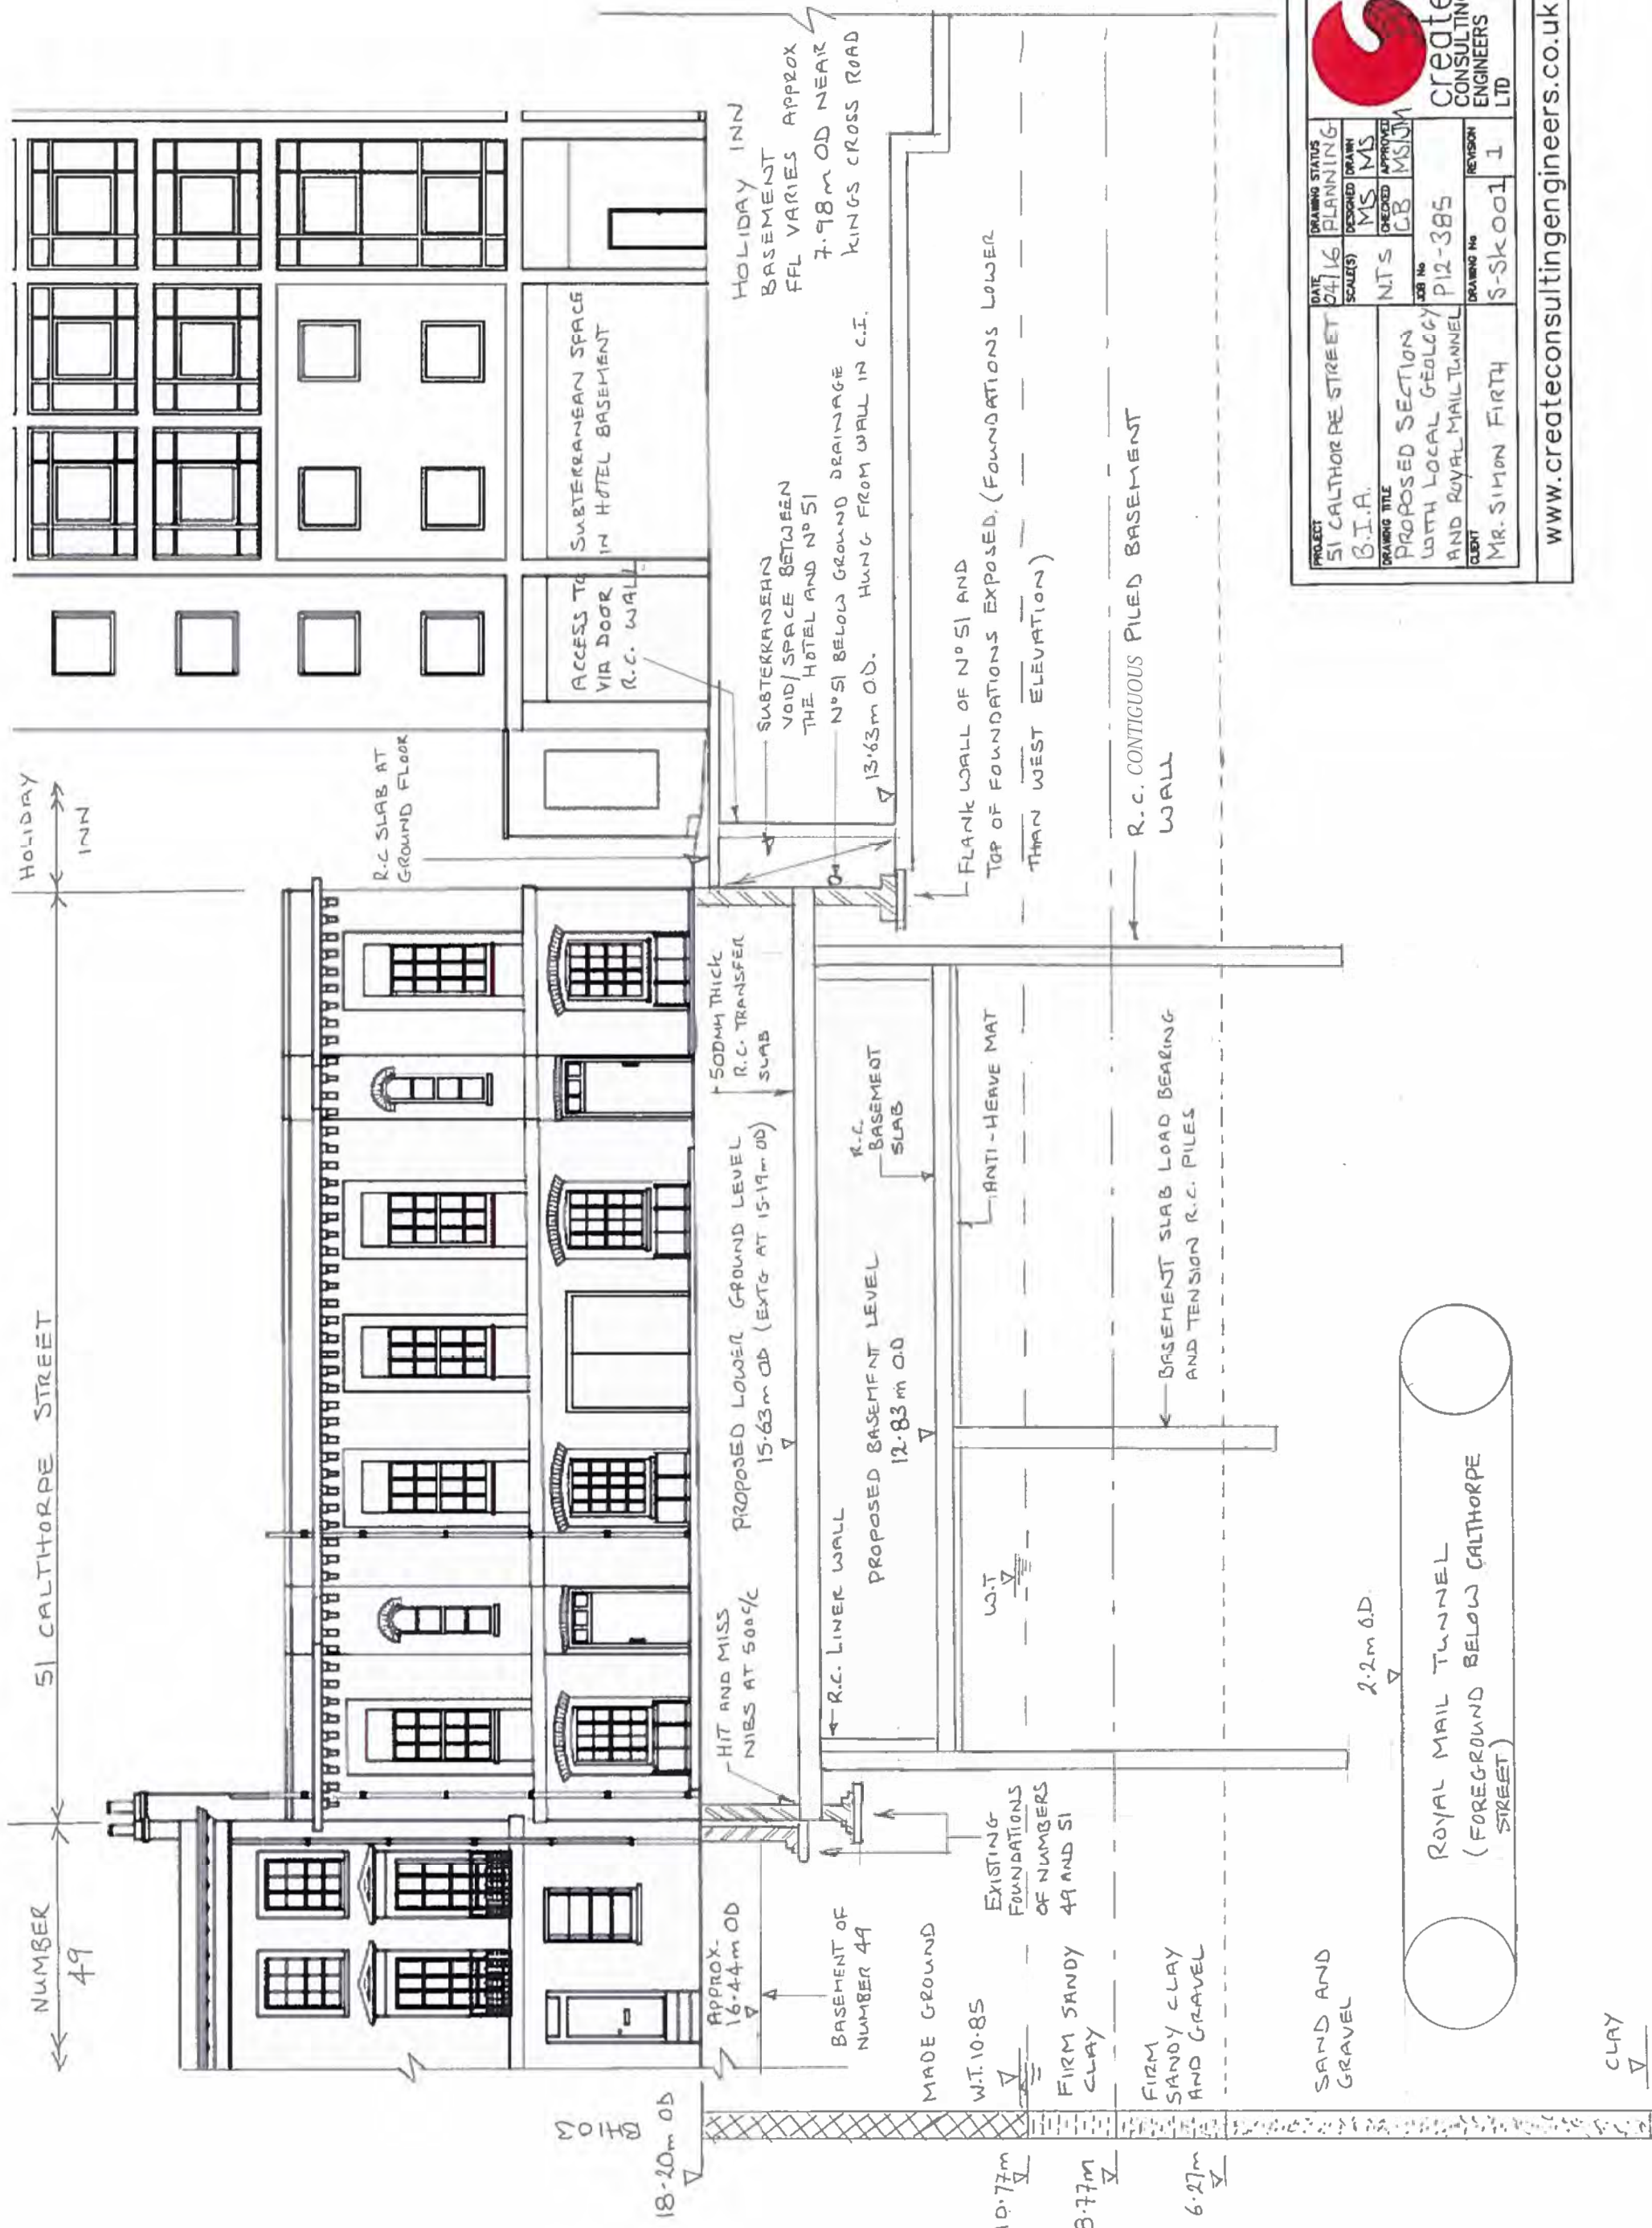 NUMBER
49
51 CALTHORPE STREET
HOLIDAY
INN
R.C SLAB AT
GROUND FLOOR
ACCESS TO SUBTERRANEAN SPACE
VIA DOOR IN HOTEL BASEMENT
R.C. WALL
HOLIDAY INN
BASEMENT
FFL VARIES APPROX
7.98m OD NEAR
KINGS CROSS ROAD
SUBTERRANEAN
VOID/SPACE BETWEEN
THE HOTEL AND Nº51
Nº51 BELOW GROUND DRAINAGE
HUNG FROM WALL IN C.I.
13.63m O.D.
FLANK WALL OF Nº51 AND
TOP OF FOUNDATIONS EXPOSED. (FOUNDATIONS LOWER
THAN WEST ELEVATION)
R.C. CONTIGUOUS PILED BASEMENT
WALL
BH03
18.20m OD
APPROX.
16.44m OD
HIT AND MISS
NIBS AT 500 c/c
PROPOSED LOWER GROUND LEVEL
15.63m OD (EXTG AT 15.19m OD)
500MM THICK
R.C. TRANSFER
SLAB
BASEMENT OF
NUMBER 49
R.C. LINER WALL
PROPOSED BASEMENT LEVEL
12.83m O.D
R.C.
BASEMENT
SLAB
ANTI-HEAVE MAT
MADE GROUND
EXISTING
FOUNDATIONS
OF NUMBERS
49 AND 51
W.T
W.T. 10.85
10.77m
FIRM SANDY
CLAY
8.77m
FIRM
SANDY CLAY
AND GRAVEL
6.27m
BASEMENT SLAB LOAD BEARING
AND TENSION R.C. PILES
SAND AND
GRAVEL
2.2m O.D.
ROYAL MAIL TUNNEL
(FOREGROUND BELOW CALTHORPE
STREET)
CLAY
PROJECT
51 CALTHORPE STREET
B.I.A.
DRAWING TITLE
PROPOSED SECTION
WITH LOCAL GEOLOGY
AND ROYAL MAIL TUNNEL
CLIENT
MR. SIMON FIRTH
DATE
04/16
DRAWING STATUS
PLANNING
SCALE(S)
N.T.S
DESIGNED
MS
DRAWN
MS
CHECKED
CB
APPROVED
MS/JM
JOB No
P12-385
DRAWING No
S-SK001
REVISION
1
create
CONSULTING
ENGINEERS
LTD
www.createconsultingengineers.co.uk